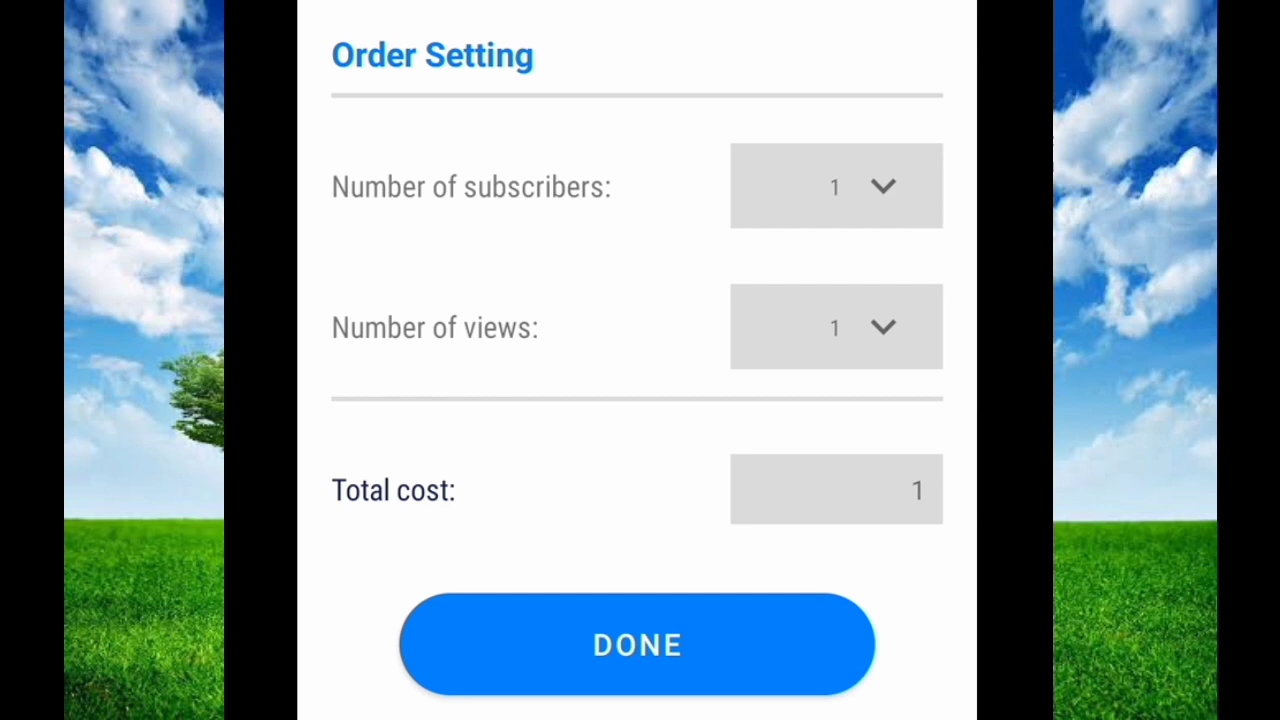 Order Setting
Number of subscribers: 1
Number of views: 1
Total cost: 1
DONE